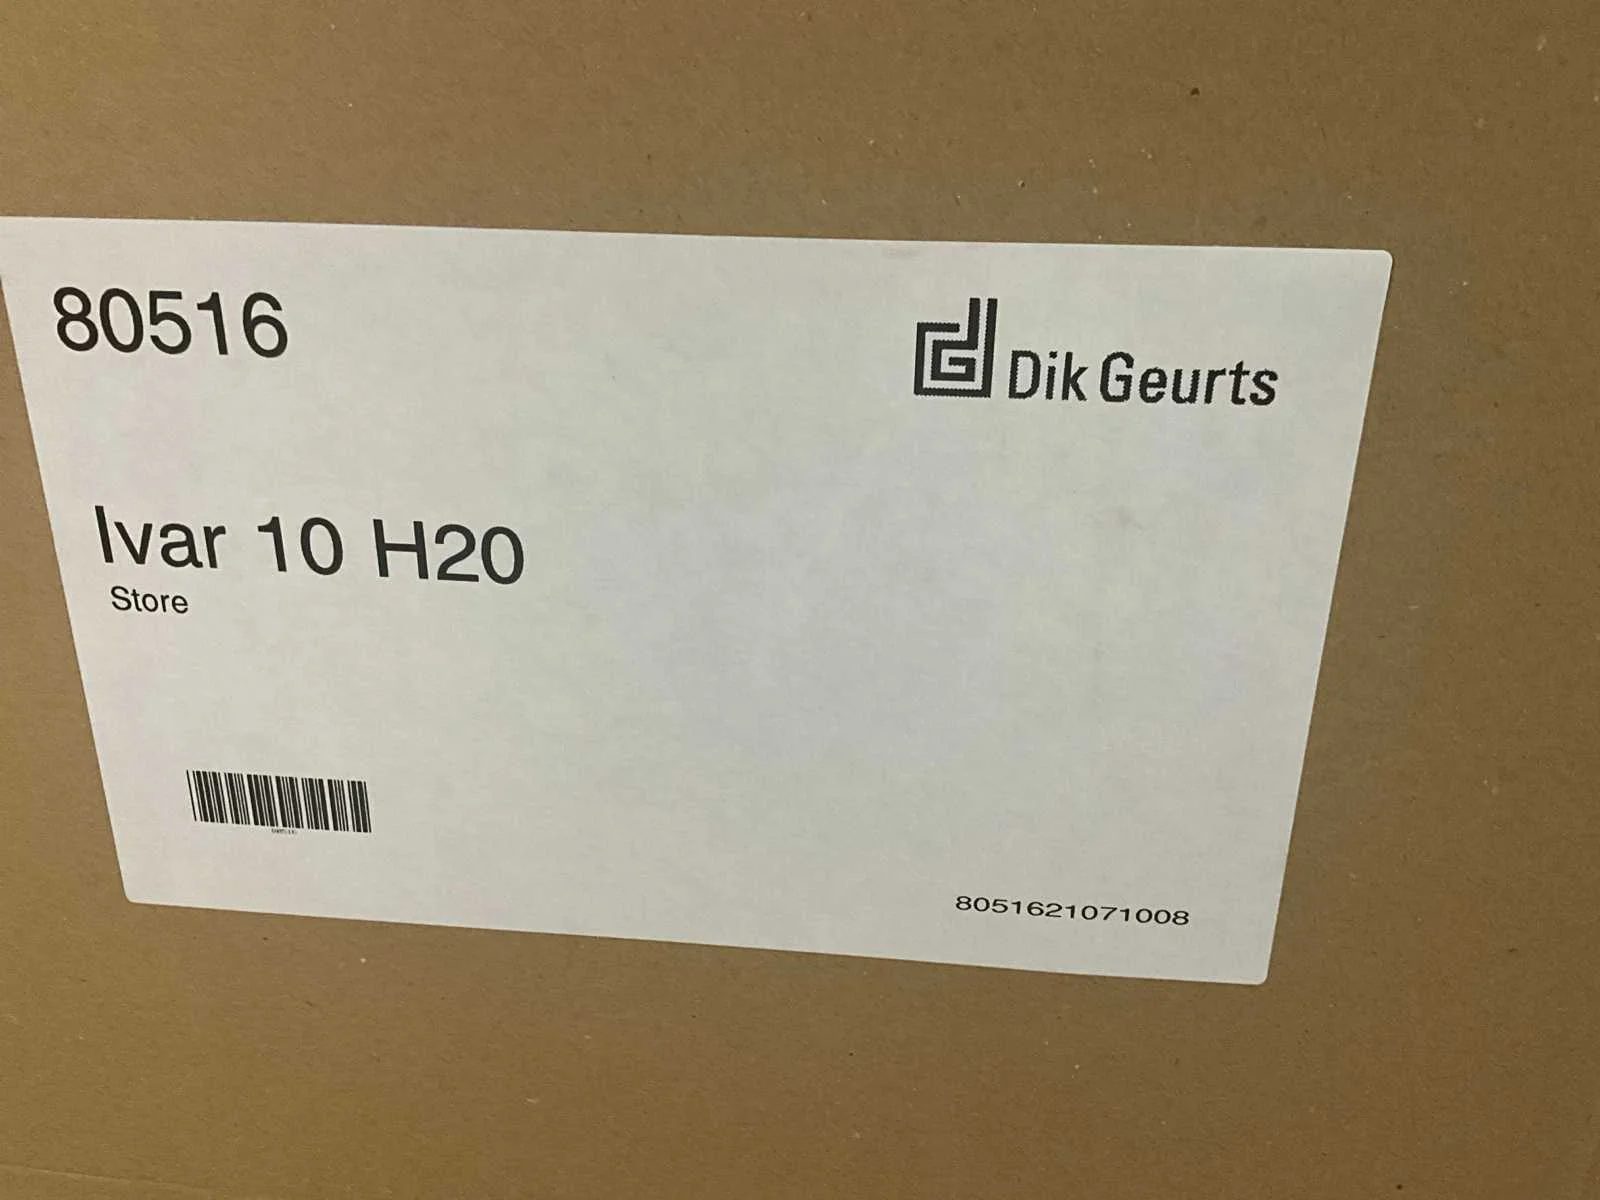 80516
Dik Geurts
Ivar 10 H20
Store
8051621071008